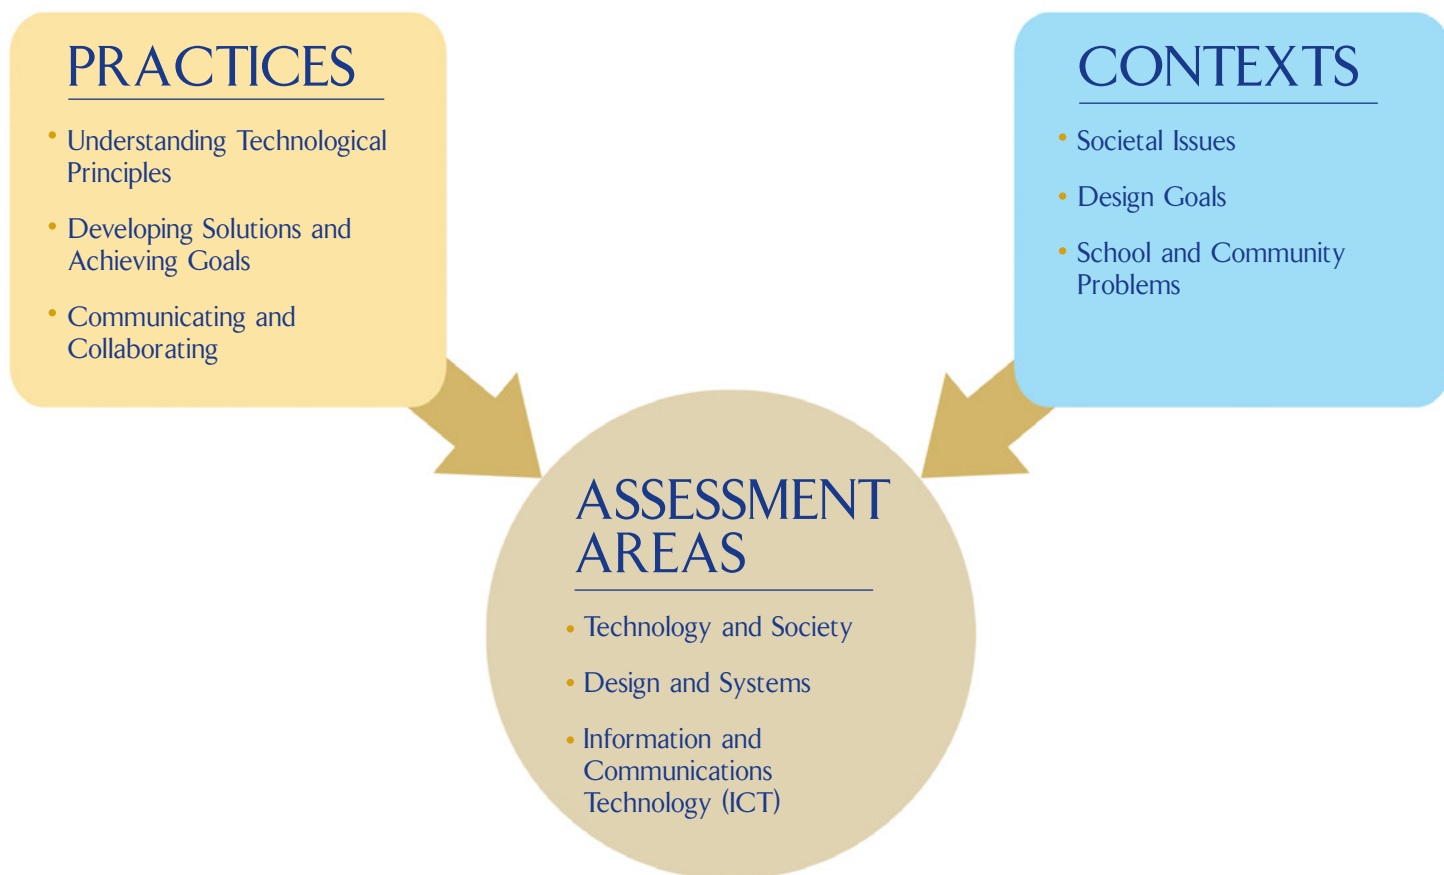 PRACTICES
• Understanding Technological
Principles
• Developing Solutions and
Achieving Goals
• Communicating and
Collaborating
CONTEXTS
• Societal Issues
• Design Goals
• School and Community
Problems
ASSESSMENT
AREAS
• Technology and Society
• Design and Systems
• Information and
Communications
Technology (ICT)